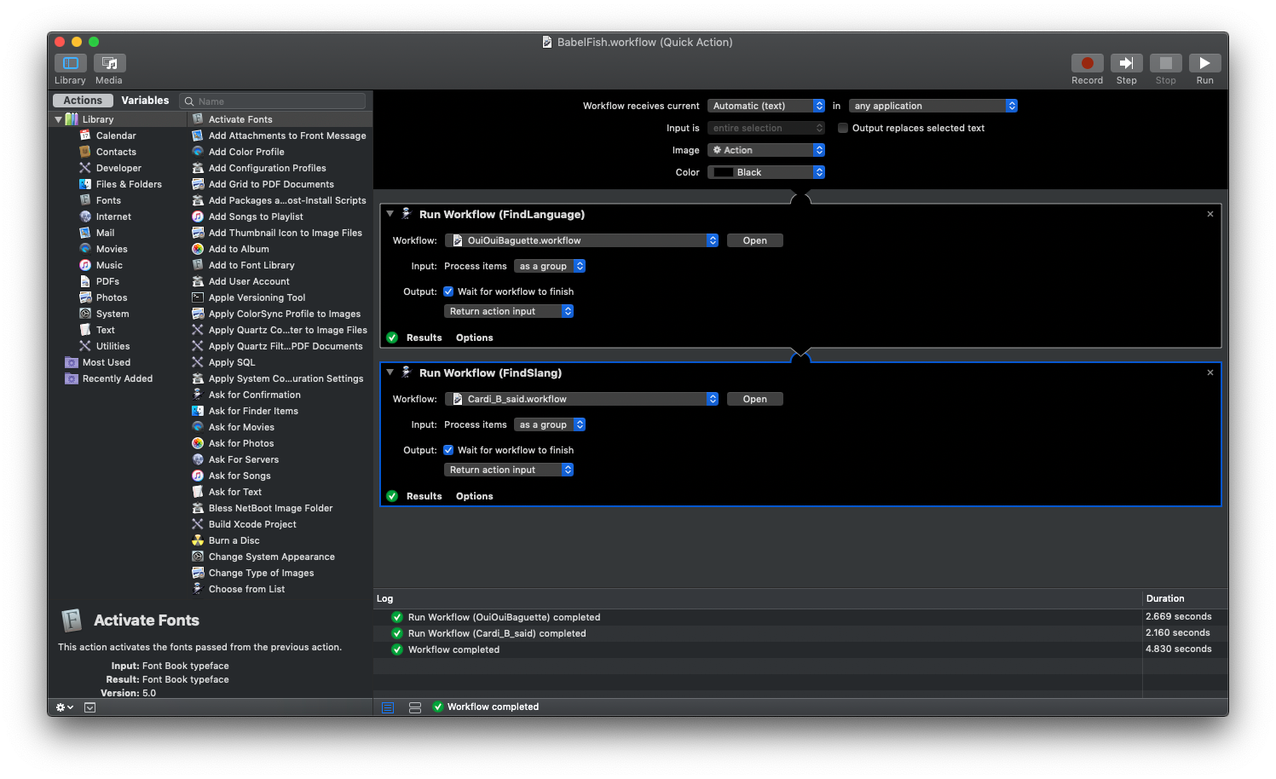 BabelFish.workflow (Quick Action)
Library Media
Record Step Stop Run
Actions Variables Name
Library
Calendar
Contacts
Developer
Files & Folders
Fonts
Internet
Mail
Movies
Music
PDFs
Photos
System
Text
Utilities
Most Used
Recently Added
Activate Fonts
Add Attachments to Front Message
Add Color Profile
Add Configuration Profiles
Add Grid to PDF Documents
Add Packages a...ost-Install Scripts
Add Songs to Playlist
Add Thumbnail Icon to Image Files
Add to Album
Add to Font Library
Add User Account
Apple Versioning Tool
Apply ColorSync Profile to Images
Apply Quartz Co...ter to Image Files
Apply Quartz Filt...PDF Documents
Apply SQL
Apply System Co...uration Settings
Ask for Confirmation
Ask for Finder Items
Ask for Movies
Ask for Photos
Ask For Servers
Ask for Songs
Ask for Text
Bless NetBoot Image Folder
Build Xcode Project
Burn a Disc
Change System Appearance
Change Type of Images
Choose from List
Activate Fonts
This action activates the fonts passed from the previous action.
Input: Font Book typeface
Result: Font Book typeface
Version: 5.0
Workflow receives current Automatic (text) in any application
Input is entire selection Output replaces selected text
Image Action
Color Black
Run Workflow (FindLanguage)
Workflow: OuiOuiBaguette.workflow Open
Input: Process items as a group
Output: Wait for workflow to finish
Return action input
Results Options
Run Workflow (FindSlang)
Workflow: Cardi_B_said.workflow Open
Input: Process items as a group
Output: Wait for workflow to finish
Return action input
Results Options
Log Duration
Run Workflow (OuiOuiBaguette) completed 2.669 seconds
Run Workflow (Cardi_B_said) completed 2.160 seconds
Workflow completed 4.830 seconds
Workflow completed